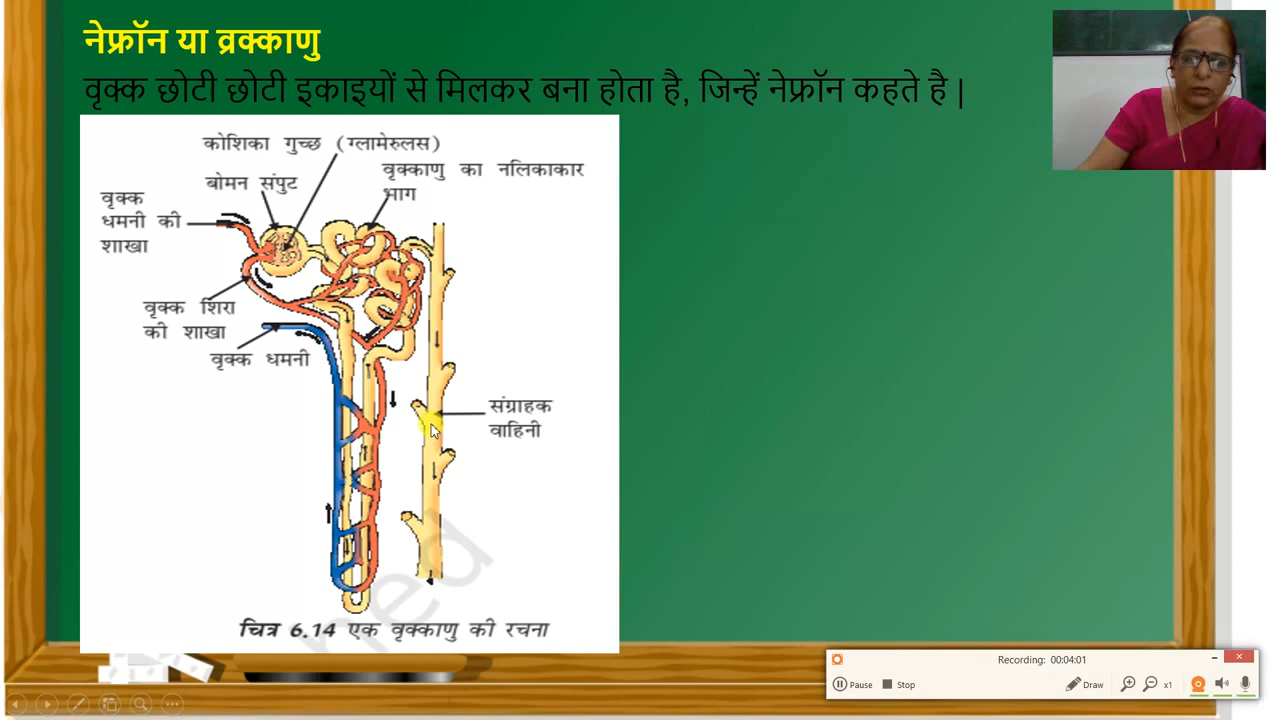 नेफ्रॉन या व्रक्काणु
वृक्क छोटी छोटी इकाइयों से मिलकर बना होता है, जिन्हें नेफ्रॉन कहते है |
कोशिका गुच्छ (ग्लामेरुलस)
बोमन संपुट
वृक्काणु का नलिकाकार
भाग
वृक्क
धमनी की
शाखा
वृक्क शिरा
की शाखा
वृक्क धमनी
संग्राहक
वाहिनी
चित्र 6.14 एक वृक्काणु की रचना
Recording: 00:04:01
Pause Stop Draw x1